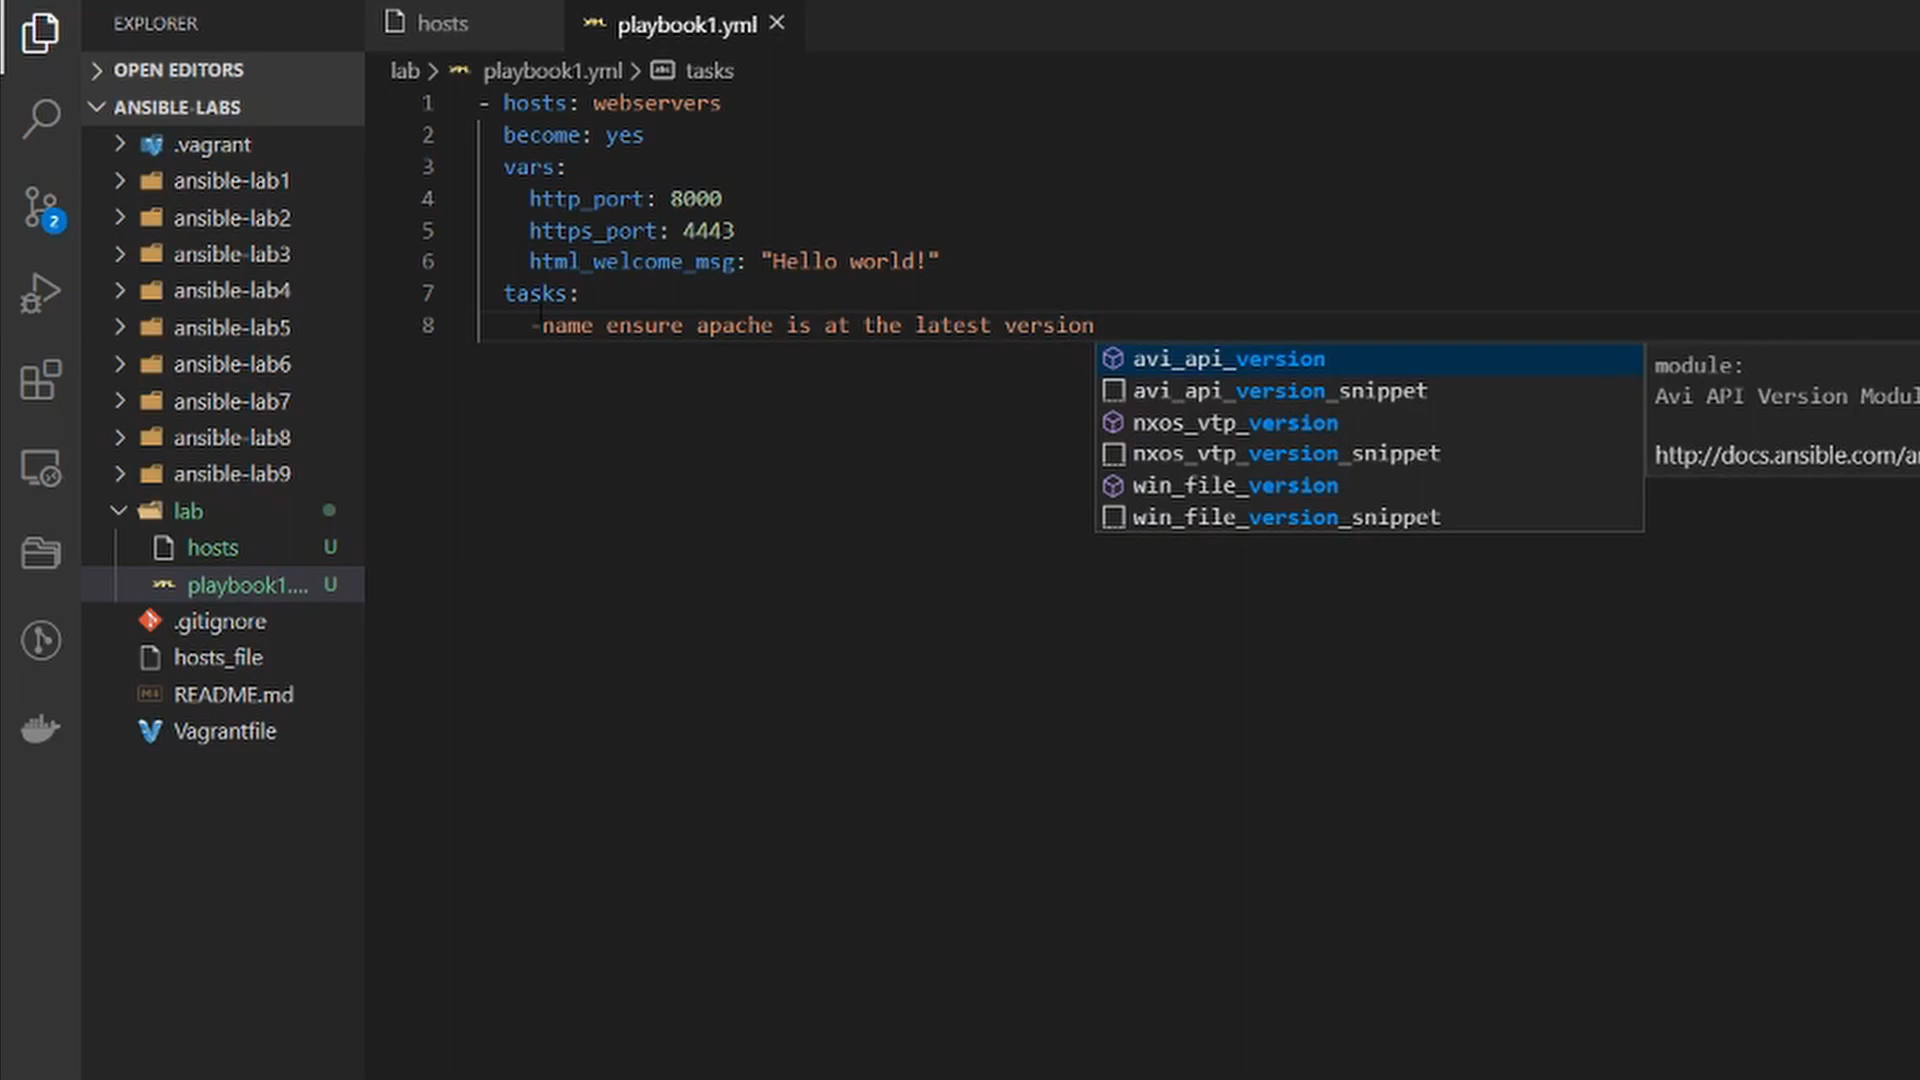 EXPLORER
OPEN EDITORS
ANSIBLE-LABS
.vagrant
ansible-lab1
ansible-lab2
ansible-lab3
ansible-lab4
ansible-lab5
ansible-lab6
ansible-lab7
ansible-lab8
ansible-lab9
lab
hosts U
playbook1.... U
.gitignore
hosts_file
README.md
Vagrantfile
2
hosts
playbook1.yml
lab > playbook1.yml > tasks
1 - hosts: webservers
2 become: yes
3 vars:
4 http_port: 8000
5 https_port: 4443
6 html_welcome_msg: "Hello world!"
7 tasks:
8 -name ensure apache is at the latest version
avi_api_version
avi_api_version_snippet
nxos_vtp_version
nxos_vtp_version_snippet
win_file_version
win_file_version_snippet
module:
Avi API Version Modul
http://docs.ansible.com/an